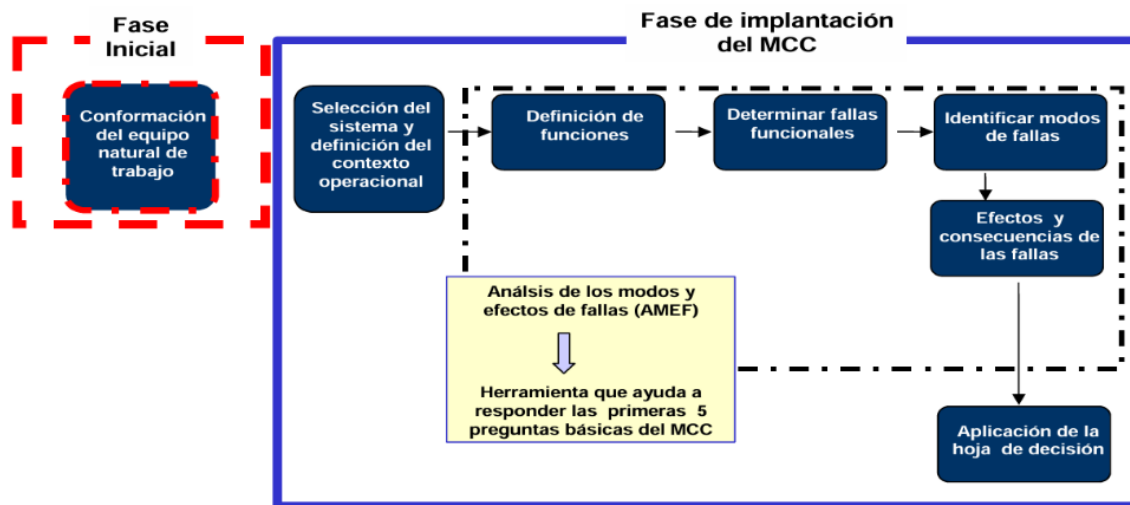 Fase
Inicial
Fase de implantación
del MCC
Conformación
del equipo
natural de
trabajo
Selección del
sistema y
definición del
contexto
operacional
Definición de
funciones
Determinar fallas
funcionales
Identificar modos
de fallas
Efectos y
consecuencias de
las fallas
Análsis de los modos y
efectos de fallas (AMEF)
Herramienta que ayuda a
responder las primeras 5
preguntas básicas del MCC
Aplicación de la
hoja de decisión